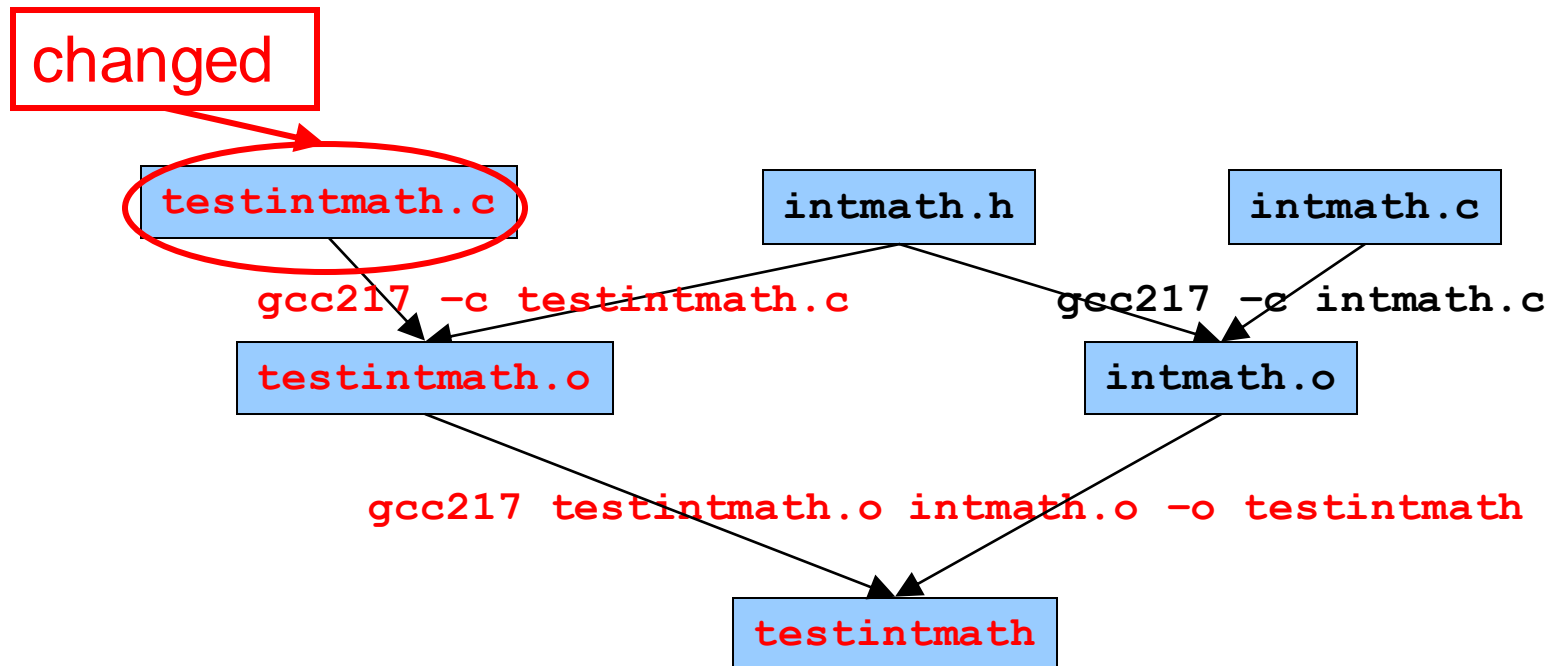 changed
testintmath.c
intmath.h
intmath.c
gcc217 –c testintmath.c
gcc217 –c intmath.c
testintmath.o
intmath.o
gcc217 testintmath.o intmath.o –o testintmath
testintmath